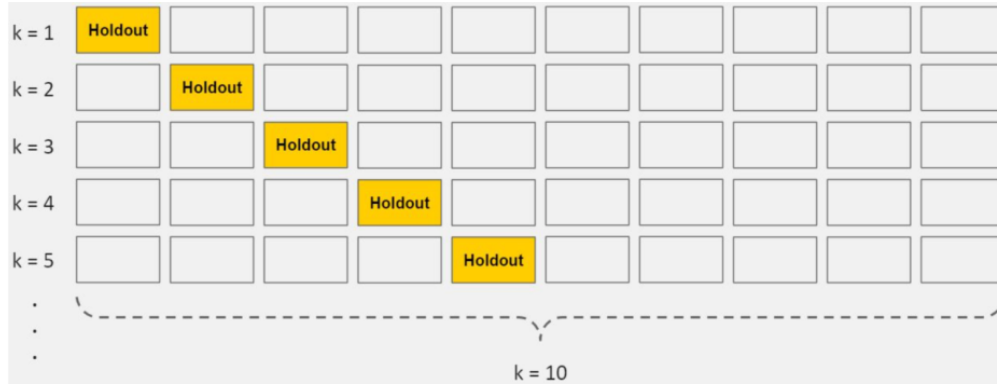 k = 1 Holdout
k = 2 Holdout
k = 3 Holdout
k = 4 Holdout
k = 5 Holdout
.
.
.
k = 10